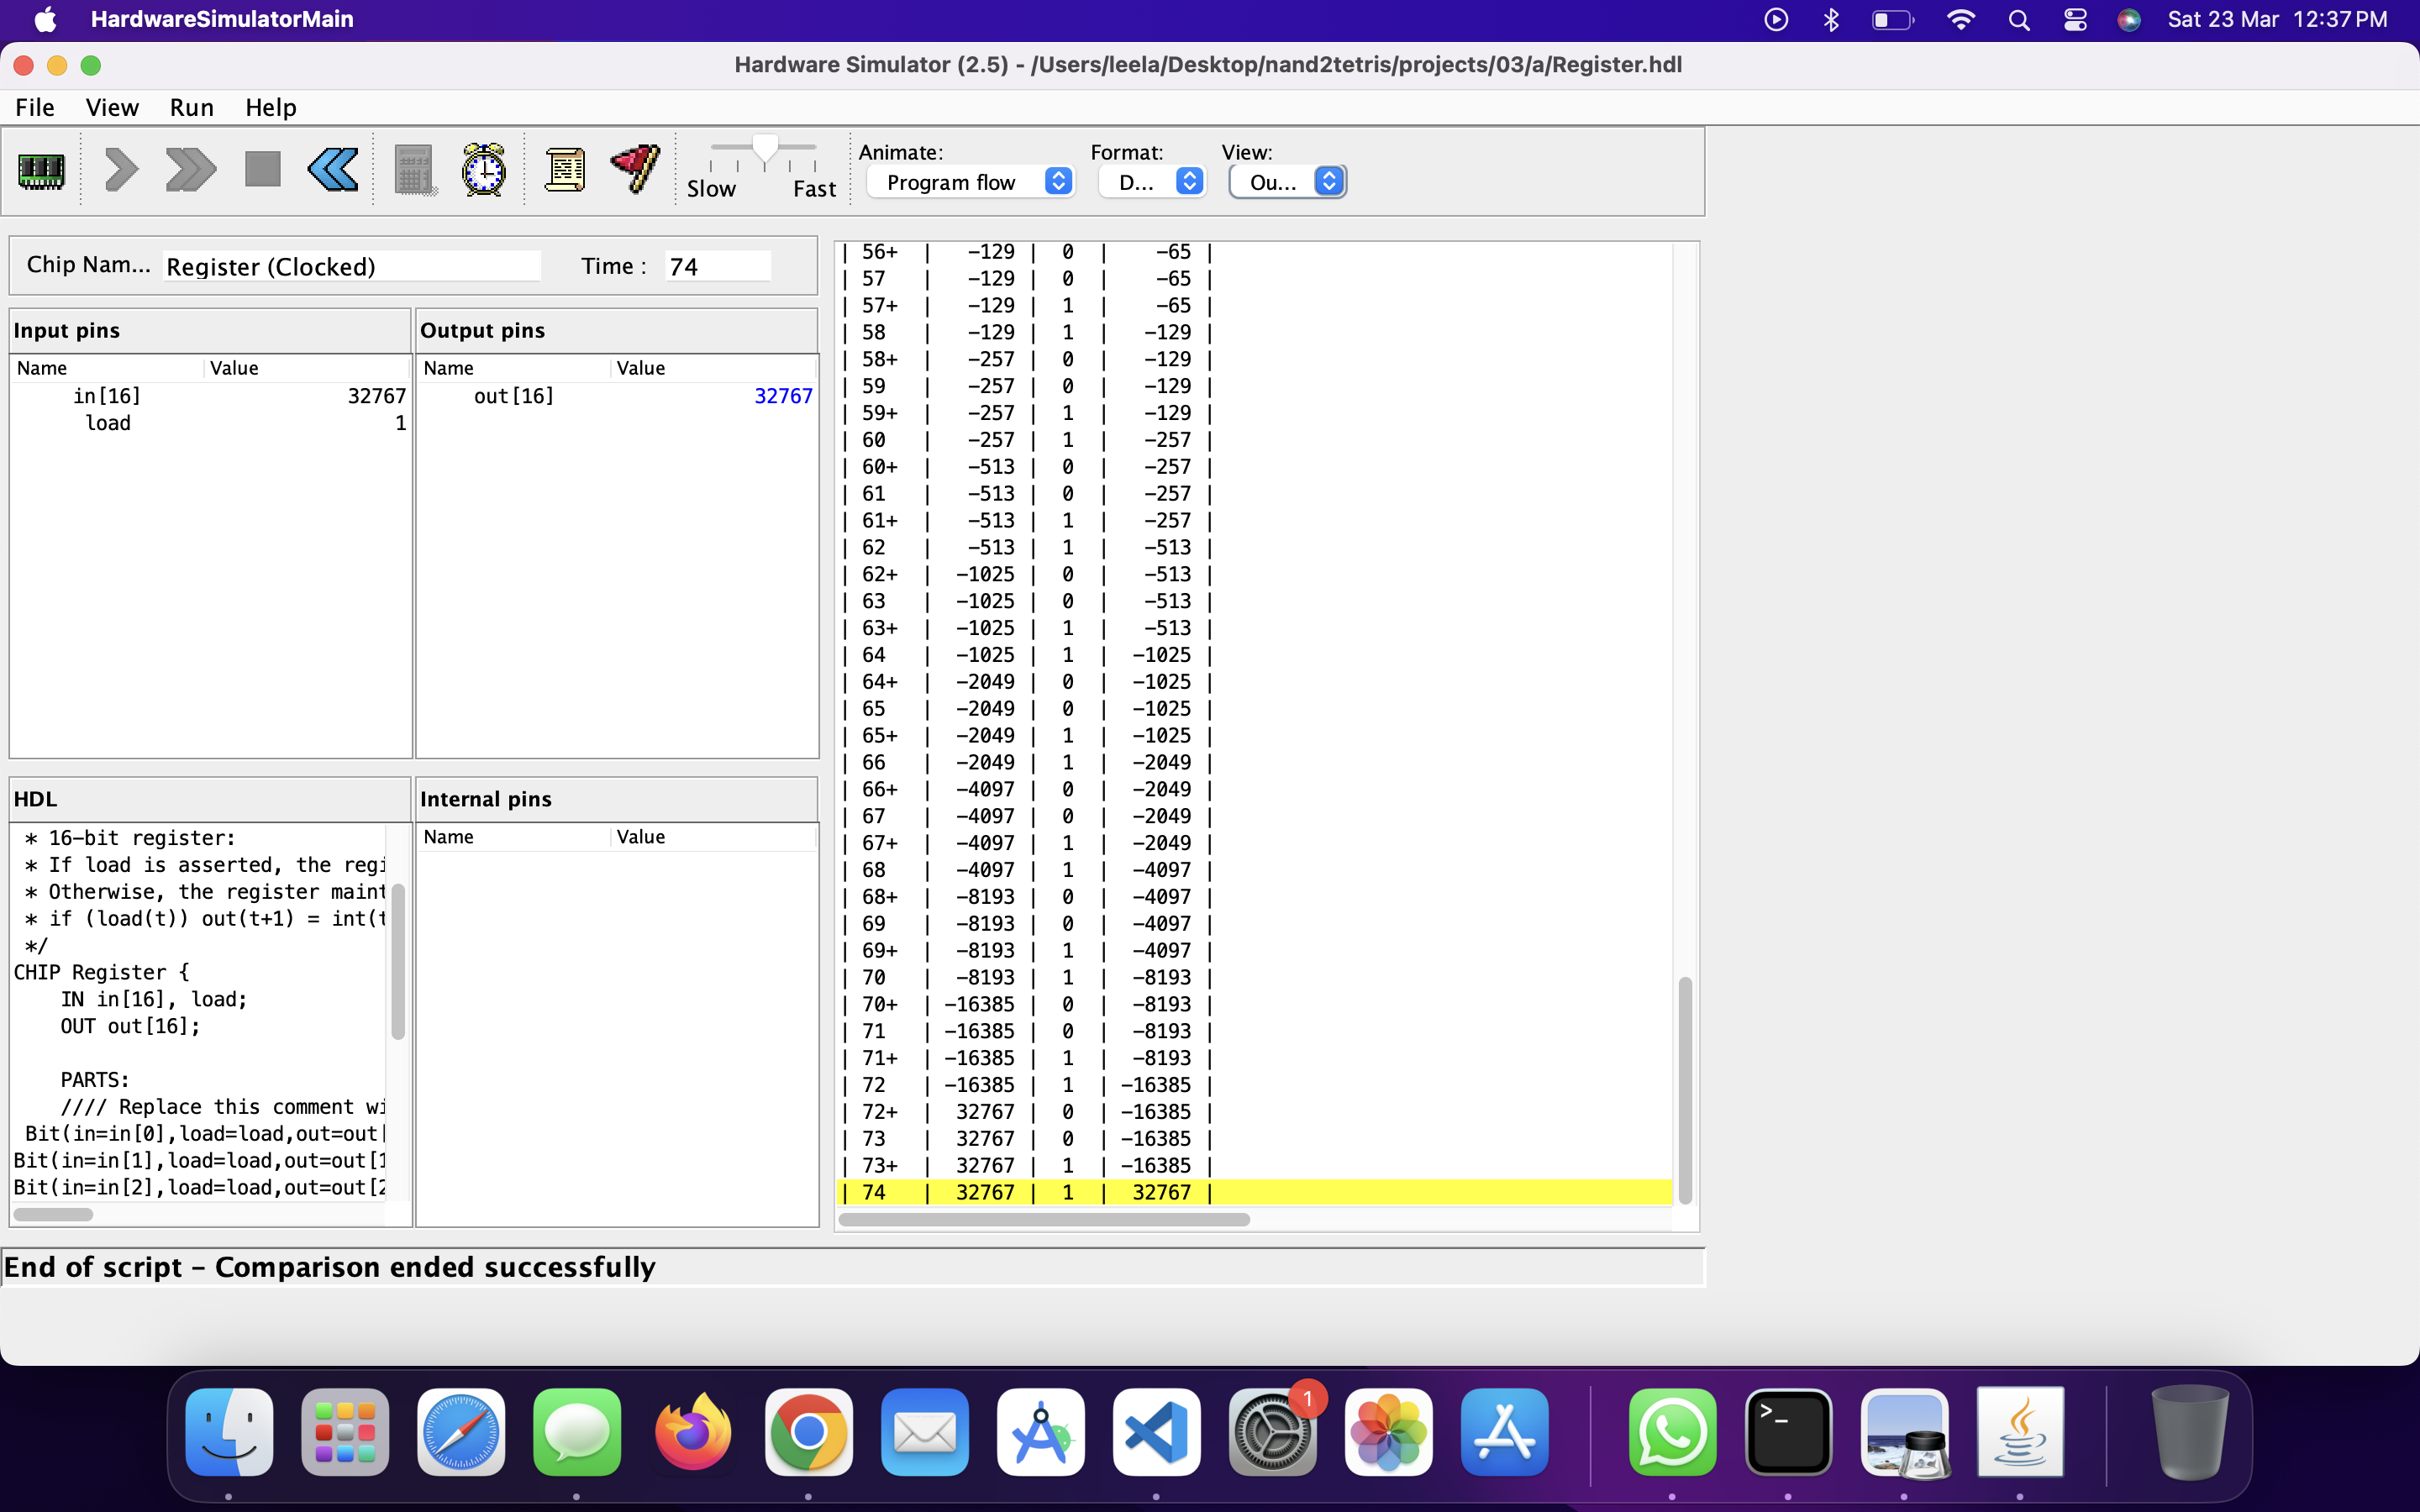 HardwareSimulatorMain
Sat 23 Mar 12:37 PM
Hardware Simulator (2.5) - /Users/leela/Desktop/nand2tetris/projects/03/a/Register.hdl
File View Run Help
Animate: Format: View:
Slow Fast Program flow D... Ou...
Chip Nam... Register (Clocked) Time : 74
Input pins
Name Value
in[16] 32767
load 1
Output pins
Name Value
out[16] 32767
HDL
* 16-bit register:
* If load is asserted, the regi
* Otherwise, the register maint
* if (load(t)) out(t+1) = int(t
*/
CHIP Register {
IN in[16], load;
OUT out[16];
PARTS:
//// Replace this comment wi
Bit(in=in[0],load=load,out=out[
Bit(in=in[1],load=load,out=out[1
Bit(in=in[2],load=load,out=out[2
Internal pins
Name Value
| 56+ | -129 | 0 | -65 |
| 57 | -129 | 0 | -65 |
| 57+ | -129 | 1 | -65 |
| 58 | -129 | 1 | -129 |
| 58+ | -257 | 0 | -129 |
| 59 | -257 | 0 | -129 |
| 59+ | -257 | 1 | -129 |
| 60 | -257 | 1 | -257 |
| 60+ | -513 | 0 | -257 |
| 61 | -513 | 0 | -257 |
| 61+ | -513 | 1 | -257 |
| 62 | -513 | 1 | -513 |
| 62+ | -1025 | 0 | -513 |
| 63 | -1025 | 0 | -513 |
| 63+ | -1025 | 1 | -513 |
| 64 | -1025 | 1 | -1025 |
| 64+ | -2049 | 0 | -1025 |
| 65 | -2049 | 0 | -1025 |
| 65+ | -2049 | 1 | -1025 |
| 66 | -2049 | 1 | -2049 |
| 66+ | -4097 | 0 | -2049 |
| 67 | -4097 | 0 | -2049 |
| 67+ | -4097 | 1 | -2049 |
| 68 | -4097 | 1 | -4097 |
| 68+ | -8193 | 0 | -4097 |
| 69 | -8193 | 0 | -4097 |
| 69+ | -8193 | 1 | -4097 |
| 70 | -8193 | 1 | -8193 |
| 70+ | -16385 | 0 | -8193 |
| 71 | -16385 | 0 | -8193 |
| 71+ | -16385 | 1 | -8193 |
| 72 | -16385 | 1 | -16385 |
| 72+ | 32767 | 0 | -16385 |
| 73 | 32767 | 0 | -16385 |
| 73+ | 32767 | 1 | -16385 |
| 74 | 32767 | 1 | 32767 |
End of script - Comparison ended successfully
1
>_